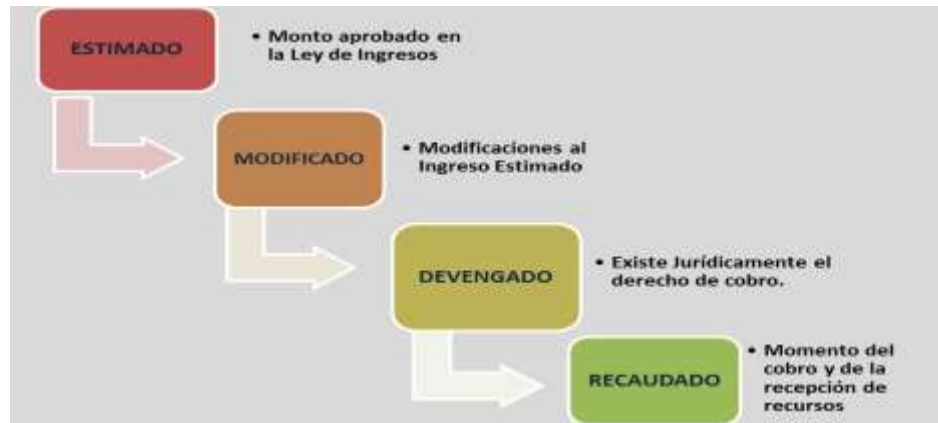 ESTIMADO
• Monto aprobado en
la Ley de Ingresos
MODIFICADO
• Modificaciones al
Ingreso Estimado
DEVENGADO
• Existe Jurídicamente el
derecho de cobro.
RECAUDADO
• Momento del
cobro y de la
recepción de
recursos